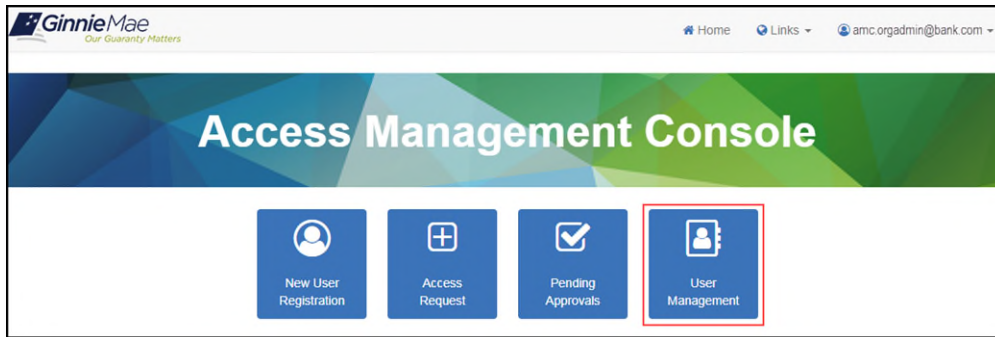 GinnieMae
Our Guaranty Matters
Home Links amc.orgadmin@bank.com
Access Management Console
New User
Registration
Access
Request
Pending
Approvals
User
Management